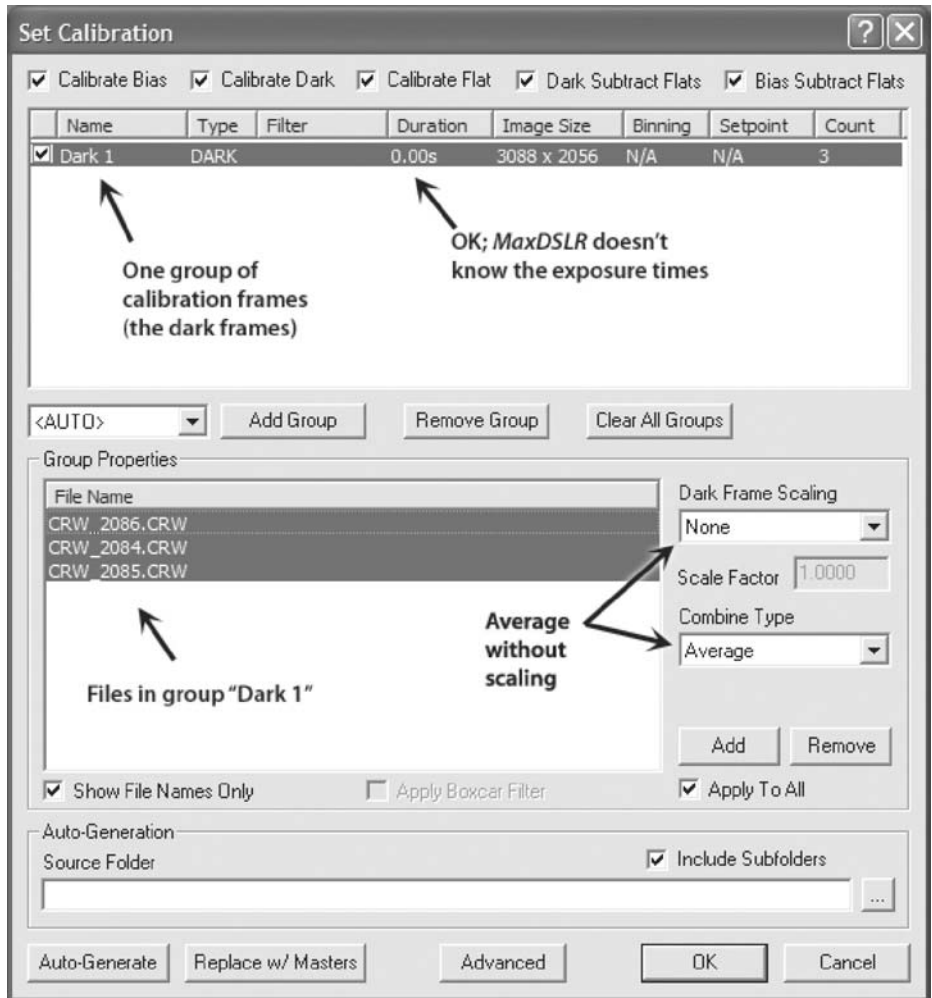 Set Calibration
Calibrate Bias Calibrate Dark Calibrate Flat Dark Subtract Flats Bias Subtract Flats
Name Type Filter Duration Image Size Binning Setpoint Count
Dark 1 DARK 0.00s 3088 x 2056 N/A N/A 3
OK; MaxDSLR doesn't
know the exposure times
One group of
calibration frames
(the dark frames)
<AUTO> Add Group Remove Group Clear All Groups
Group Properties
File Name
CRW_2086.CRW
CRW_2084.CRW
CRW_2085.CRW
Files in group "Dark 1"
Dark Frame Scaling
None
Scale Factor 1.0000
Combine Type
Average
Average
without
scaling
Add Remove
Show File Names Only Apply Boxcar Filter Apply To All
Auto-Generation
Source Folder Include Subfolders
...
Auto-Generate Replace w/ Masters Advanced OK Cancel